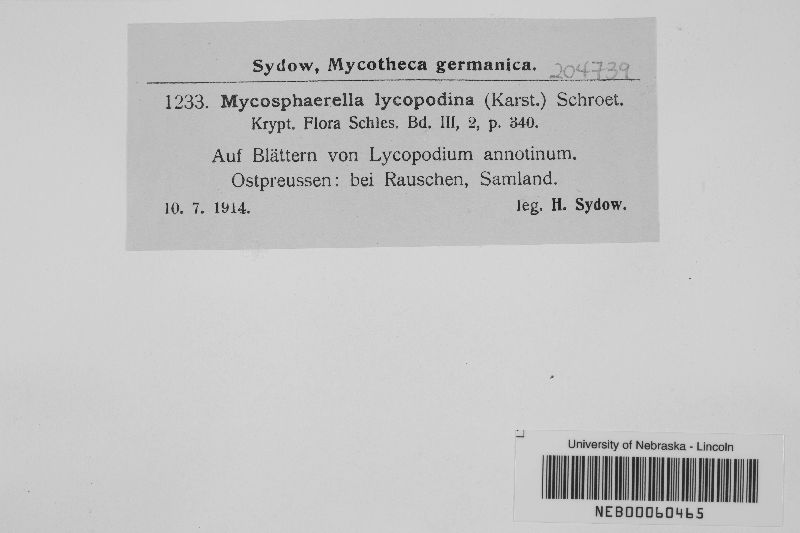 Sydow, Mycotheca germanica. 204739
1233. Mycosphaerella lycopodina (Karst.) Schroet.
Krypt. Flora Schles. Bd. III, 2, p. 340.
Auf Blättern von Lycopodium annotinum.
Ostpreussen: bei Rauschen, Samland.
10. 7. 1914. leg. H. Sydow.
University of Nebraska - Lincoln
NEB00060465